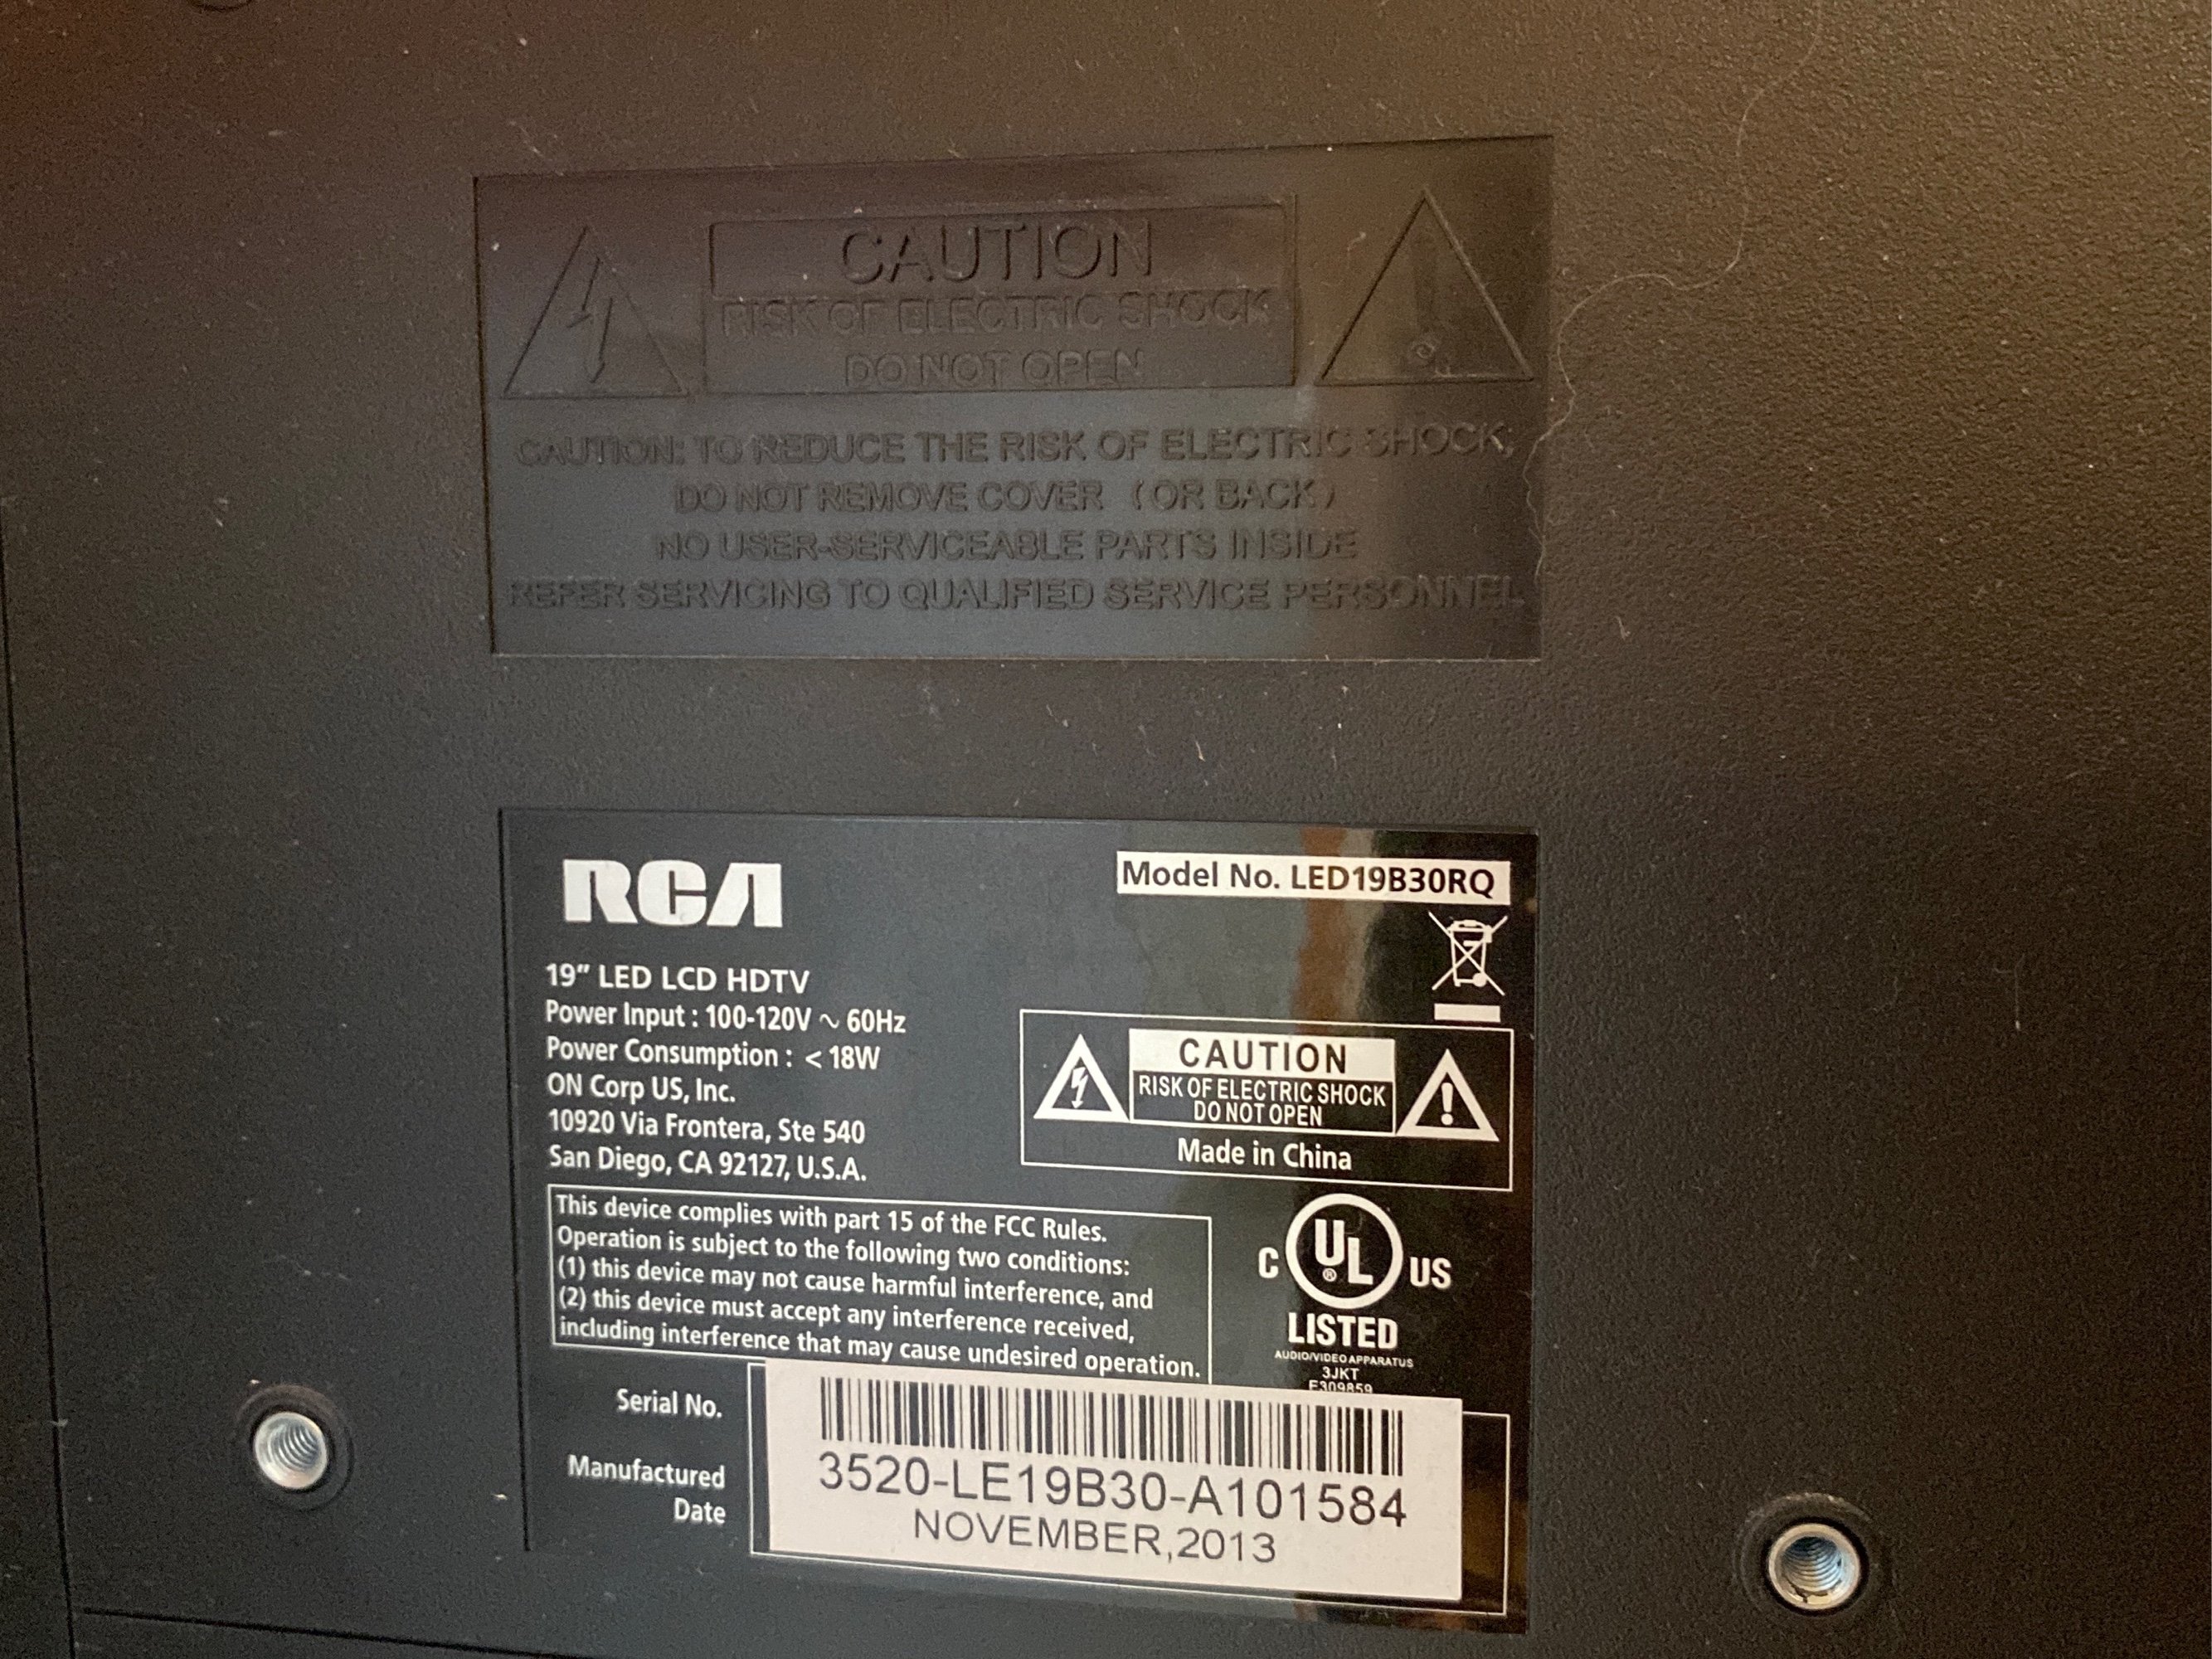 CAUTION
RISK OF ELECTRIC SHOCK
DO NOT OPEN
CAUTION: TO REDUCE THE RISK OF ELECTRIC SHOCK,
DO NOT REMOVE COVER (OR BACK)
NO USER-SERVICEABLE PARTS INSIDE
REFER SERVICING TO QUALIFIED SERVICE PERSONNEL
RCA
Model No. LED19B30RQ
19" LED LCD HDTV
Power Input : 100-120V ~ 60Hz
Power Consumption : < 18W
ON Corp US, Inc.
10920 Via Frontera, Ste 540
San Diego, CA 92127, U.S.A.
CAUTION
RISK OF ELECTRIC SHOCK
DO NOT OPEN
Made in China
This device complies with part 15 of the FCC Rules.
Operation is subject to the following two conditions:
(1) this device may not cause harmful interference, and
(2) this device must accept any interference received,
including interference that may cause undesired operation.
C UL ® US
LISTED
AUDIO/VIDEO APPARATUS
3JKT
E309859
Serial No.
3520-LE19B30-A101584
Manufactured
Date
NOVEMBER,2013